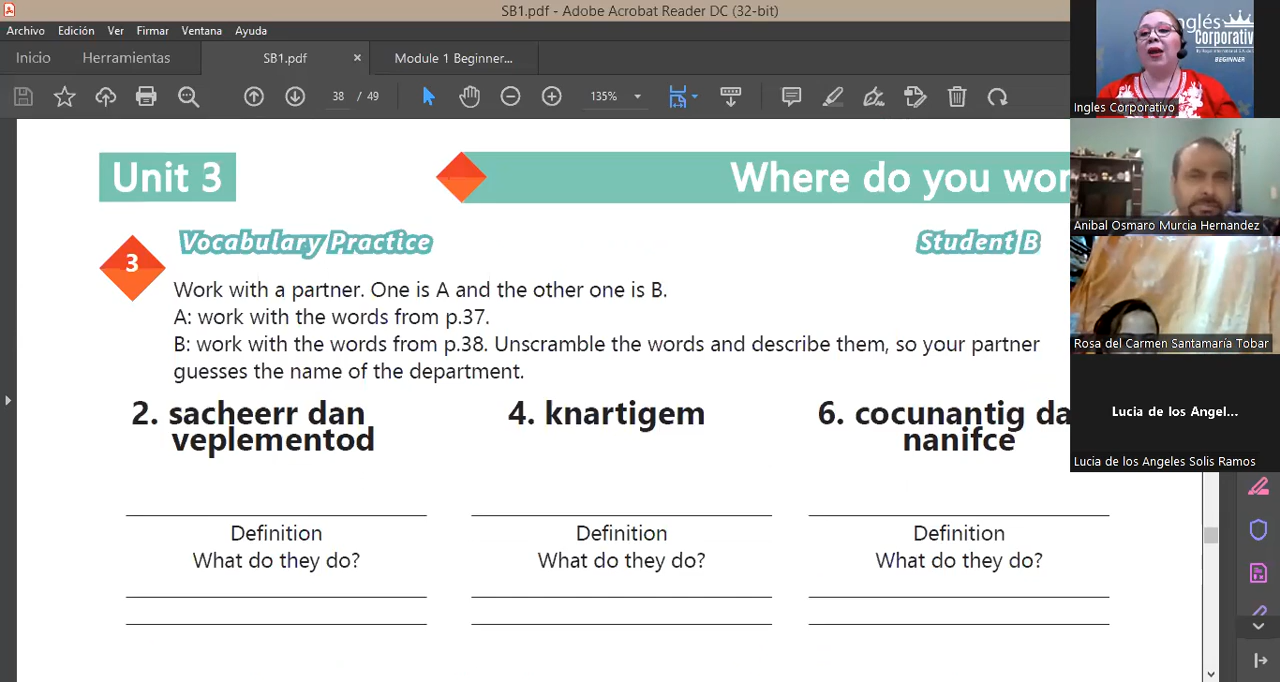 SB1.pdf - Adobe Acrobat Reader DC (32-bit)
Archivo Edición Ver Firmar Ventana Ayuda
Inicio Herramientas SB1.pdf × Module 1 Beginner...
38 / 49 135%
Unit 3
Where do you wor
3
Vocabulary Practice
Student B
Work with a partner. One is A and the other one is B.
A: work with the words from p.37.
B: work with the words from p.38. Unscramble the words and describe them, so your partner
guesses the name of the department.
2. sacheerr dan
veplementod
4. knartigem
6. cocunantig da
nanifce
Definition
What do they do?
Definition
What do they do?
Definition
What do they do?
nglés
Corporativ
BEGINNER
Ingles Corporativo
Anibal Osmaro Murcia Hernandez
Rosa del Carmen Santamaría Tobar
Lucia de los Angel...
Lucia de los Angeles Solis Ramos